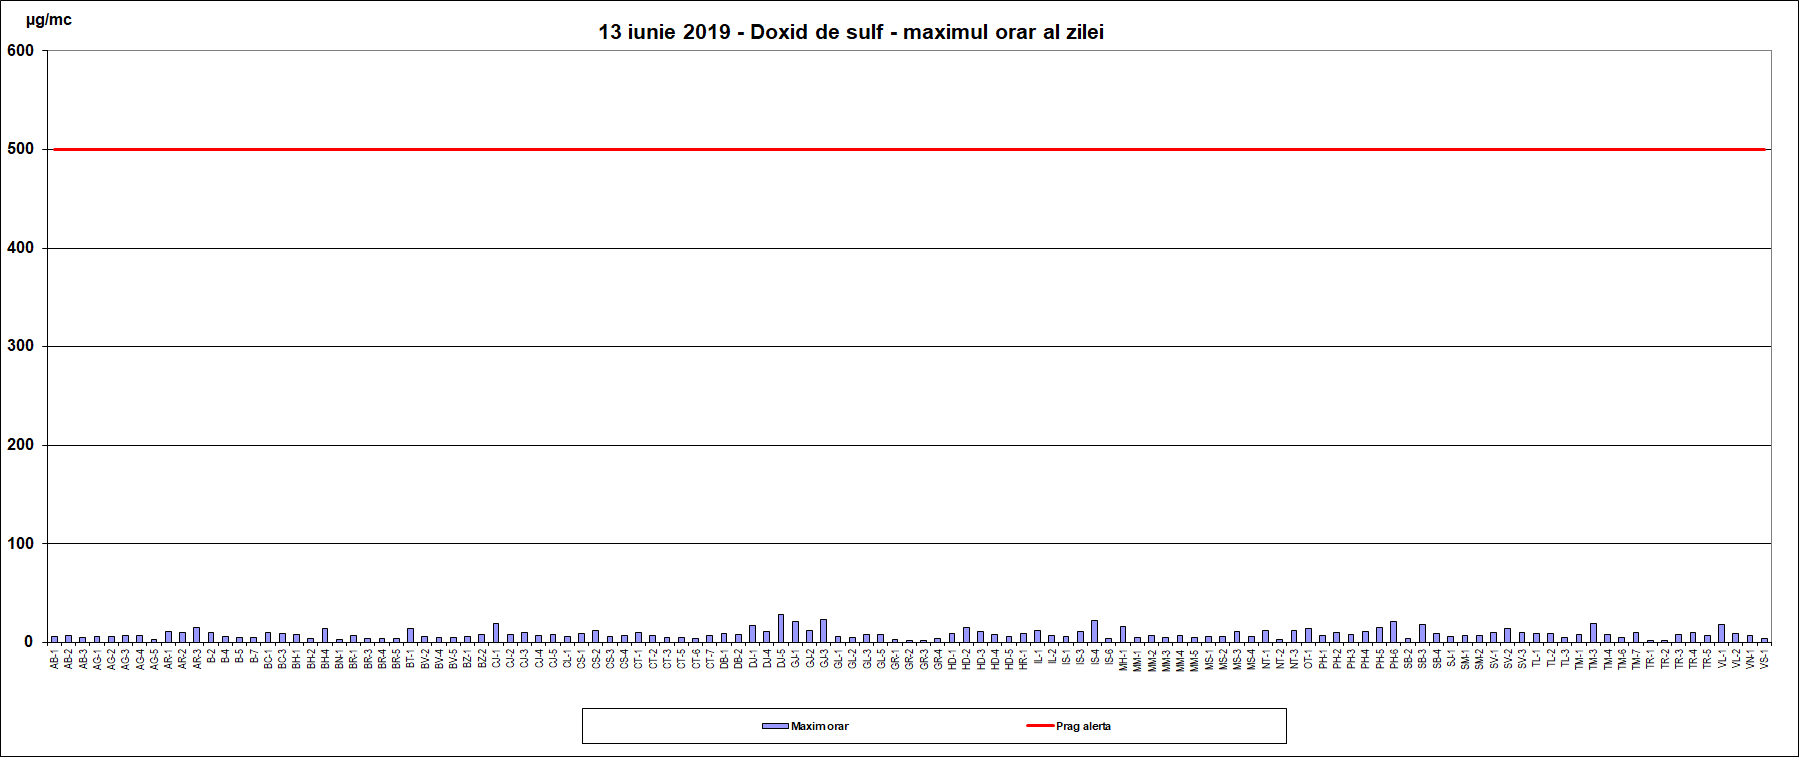 µg/mc
13 iunie 2019 - Doxid de sulf - maximul orar al zilei
600
500
400
300
200
100
0
AB-1 AB-2 AB-3 AG-1 AG-2 AG-3 AG-4 AG-5 AR-1 AR-2 AR-3 B-2 B-4 B-5 B-7 BC-1 BC-3 BH-1 BH-2 BH-4 BN-1 BR-1 BR-3 BR-4 BR-5 BT-1 BV-2 BV-4 BV-5 BZ-1 BZ-2 CJ-1 CJ-2 CJ-3 CJ-4 CJ-5 CL-1 CS-1 CS-2 CS-3 CS-4 CT-1 CT-2 CT-3 CT-5 CT-6 CT-7 DB-1 DB-2 DJ-1 DJ-4 DJ-5 GJ-1 GJ-2 GJ-3 GL-1 GL-2 GL-3 GL-5 GR-1 GR-2 GR-3 GR-4 HD-1 HD-2 HD-3 HD-4 HD-5 HR-1 IL-1 IL-2 IS-1 IS-3 IS-4 IS-6 MH-1 MM-1 MM-2 MM-3 MM-4 MM-5 MS-1 MS-2 MS-3 MS-4 NT-1 NT-2 NT-3 OT-1 PH-1 PH-2 PH-3 PH-4 PH-5 PH-6 SB-2 SB-3 SB-4 SJ-1 SM-1 SM-2 SV-1 SV-2 SV-3 TL-1 TL-2 TL-3 TM-1 TM-3 TM-4 TM-6 TM-7 TR-1 TR-2 TR-3 TR-4 TR-5 VL-1 VL-2 VN-1 VS-1
Maxim orar Prag alerta